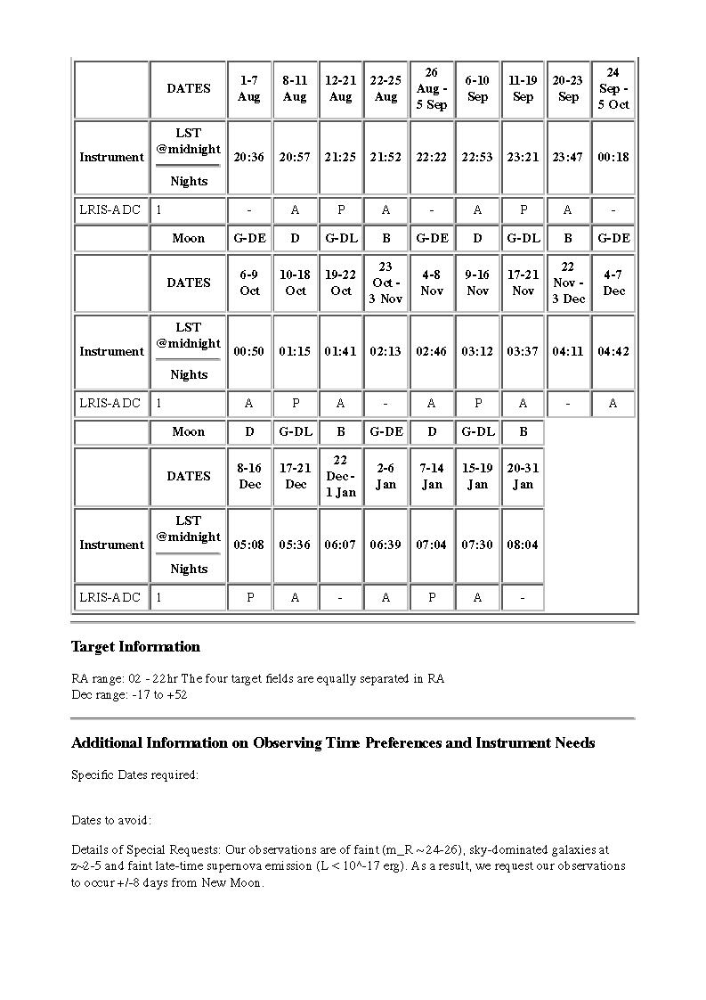 DATES 1-7 Aug 8-11 Aug 12-21 Aug 22-25 Aug 26 Aug - 5 Sep 6-10 Sep 11-19 Sep 20-23 Sep 24 Sep - 5 Oct
Instrument LST @midnight Nights 20:36 20:57 21:25 21:52 22:22 22:53 23:21 23:47 00:18
LRIS-ADC 1 - A P A - A P A -
Moon G-DE D G-DL B G-DE D G-DL B G-DE
DATES 6-9 Oct 10-18 Oct 19-22 Oct 23 Oct - 3 Nov 4-8 Nov 9-16 Nov 17-21 Nov 22 Nov - 3 Dec 4-7 Dec
Instrument LST @midnight Nights 00:50 01:15 01:41 02:13 02:46 03:12 03:37 04:11 04:42
LRIS-ADC 1 A P A - A P A - A
Moon D G-DL B G-DE D G-DL B
DATES 8-16 Dec 17-21 Dec 22 Dec - 1 Jan 2-6 Jan 7-14 Jan 15-19 Jan 20-31 Jan
Instrument LST @midnight Nights 05:08 05:36 06:07 06:39 07:04 07:30 08:04
LRIS-ADC 1 P A - A P A -
Target Information
RA range: 02 - 22hr The four target fields are equally separated in RA
Dec range: -17 to +52
Additional Information on Observing Time Preferences and Instrument Needs
Specific Dates required:
Dates to avoid:
Details of Special Requests: Our observations are of faint (m_R ~ 24-26), sky-dominated galaxies at
z~2-5 and faint late-time supernova emission (L < 10^-17 erg). As a result, we request our observations
to occur +/-8 days from New Moon.